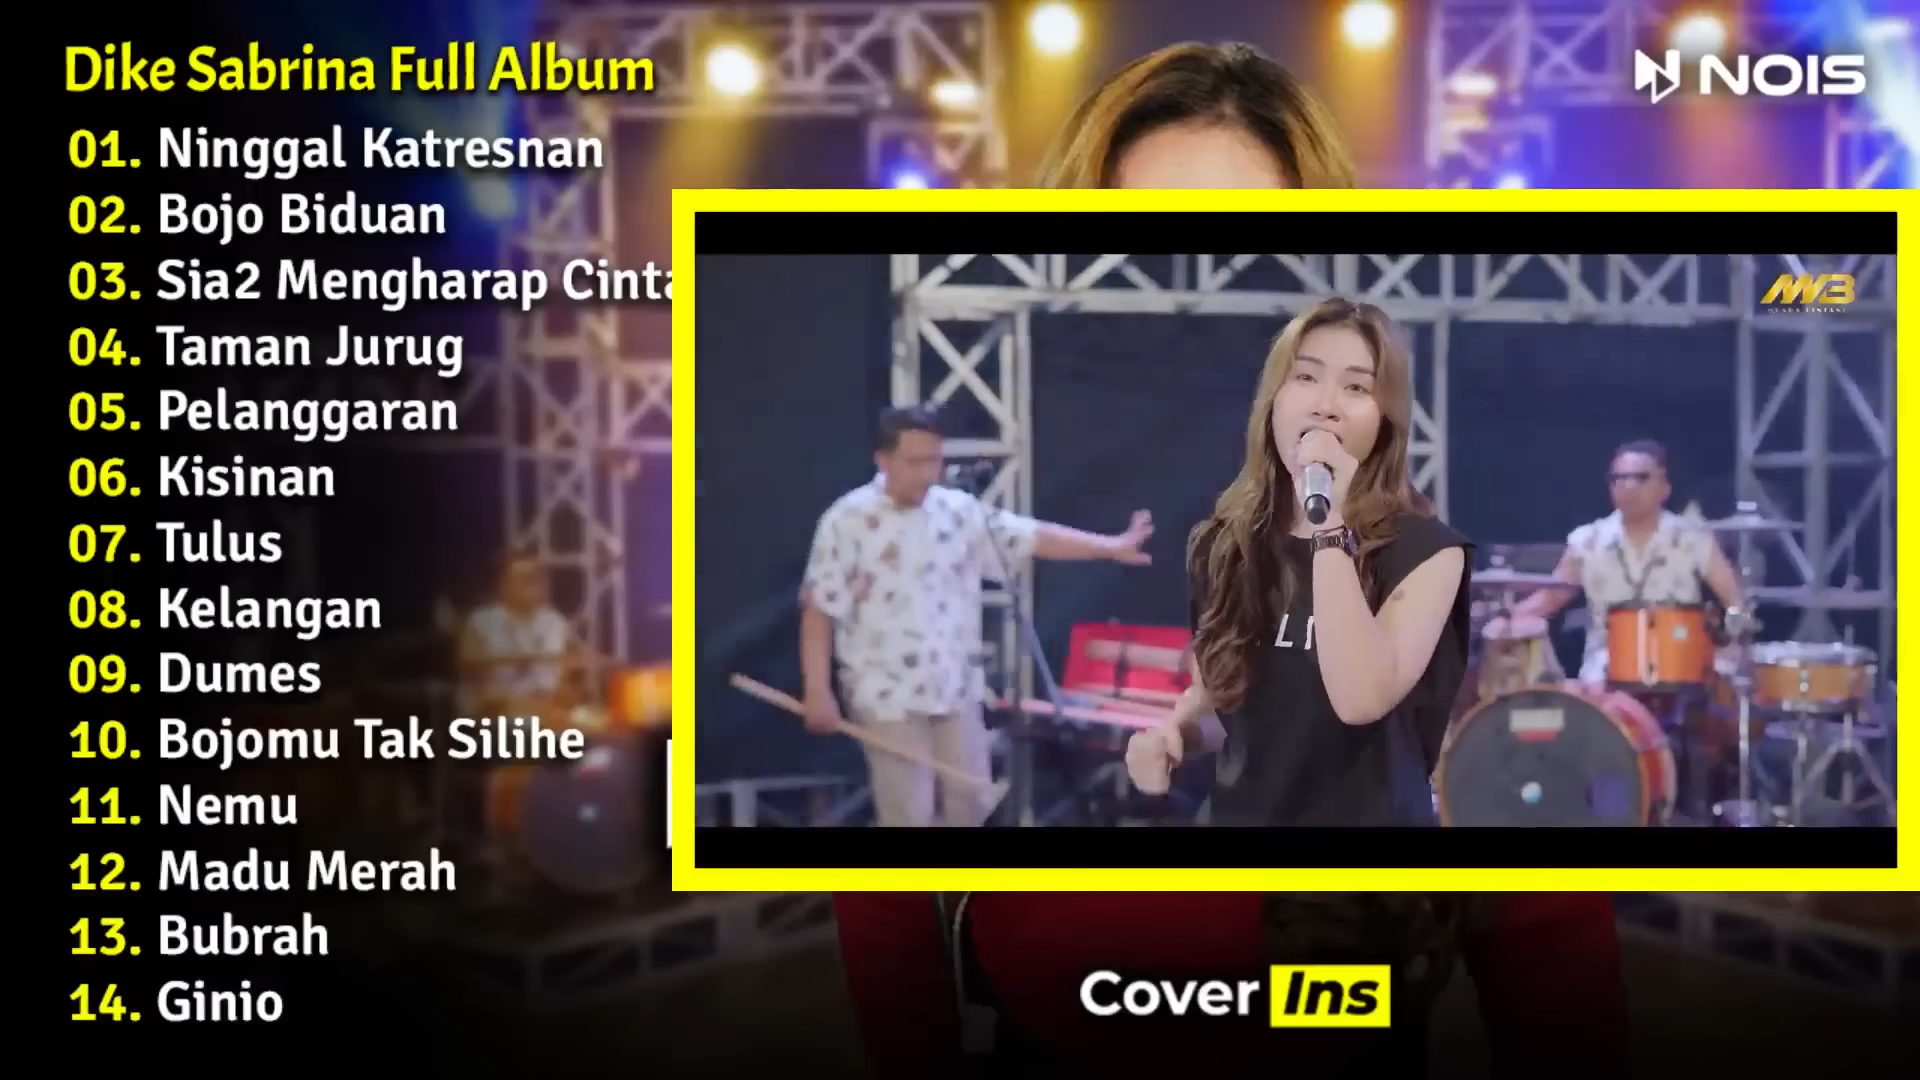 Dike Sabrina Full Album
NOIS
01. Ninggal Katresnan
02. Bojo Biduan
03. Sia2 Mengharap Cinta
04. Taman Jurug
05. Pelanggaran
06. Kisinan
07. Tulus
08. Kelangan
09. Dumes
10. Bojomu Tak Silihe
11. Nemu
12. Madu Merah
13. Bubrah
14. Ginio
Cover Ins